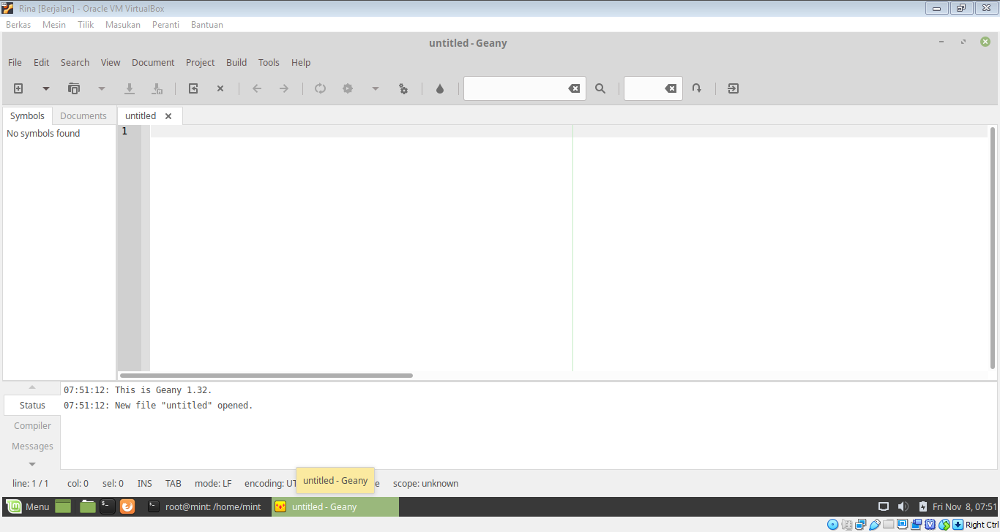 Rina [Berjalan] - Oracle VM VirtualBox
Berkas Mesin Tilik Masukan Peranti Bantuan
untitled - Geany
File Edit Search View Document Project Build Tools Help
Symbols Documents untitled
No symbols found
1
07:51:12: This is Geany 1.32.
07:51:12: New file "untitled" opened.
Status
Compiler
Messages
untitled - Geany
line: 1 / 1 col: 0 sel: 0 INS TAB mode: LF encoding: UT e scope: unknown
Menu root@mint: /home/mint untitled - Geany Fri Nov 8, 07:51
Right Ctrl